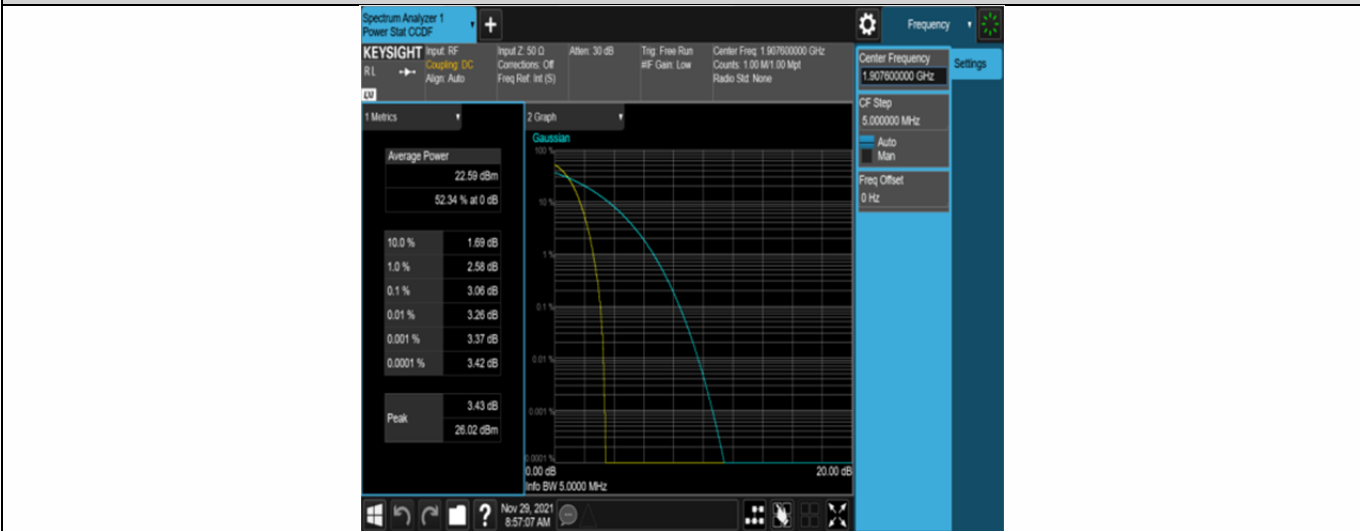 Spectrum Analyzer 1
Power Stat CCDF
Frequency
KEYSIGHT
RL
Input: RF
Coupling: DC
Align: Auto
Input Z: 50 Ω
Corrections: Off
Freq Ref: Int (S)
Atten: 30 dB
Trig: Free Run
#IF Gain: Low
Center Freq: 1.907600000 GHz
Counts: 1.00 M/1.00 Mpt
Radio Std: None
Center Frequency
1.907600000 GHz
Settings
CF Step
5.000000 MHz
Auto
Man
Freq Offset
0 Hz
1 Metrics
Average Power
22.59 dBm
52.34 % at 0 dB
10.0 % 1.69 dB
1.0 % 2.58 dB
0.1 % 3.06 dB
0.01 % 3.26 dB
0.001 % 3.37 dB
0.0001 % 3.42 dB
Peak
3.43 dB
26.02 dBm
2 Graph
Gaussian
100 %
10 %
1 %
0.1 %
0.01 %
0.001 %
0.0001 %
0.00 dB
20.00 dB
Info BW 5.0000 MHz
Nov 29, 2021
8:57:07 AM